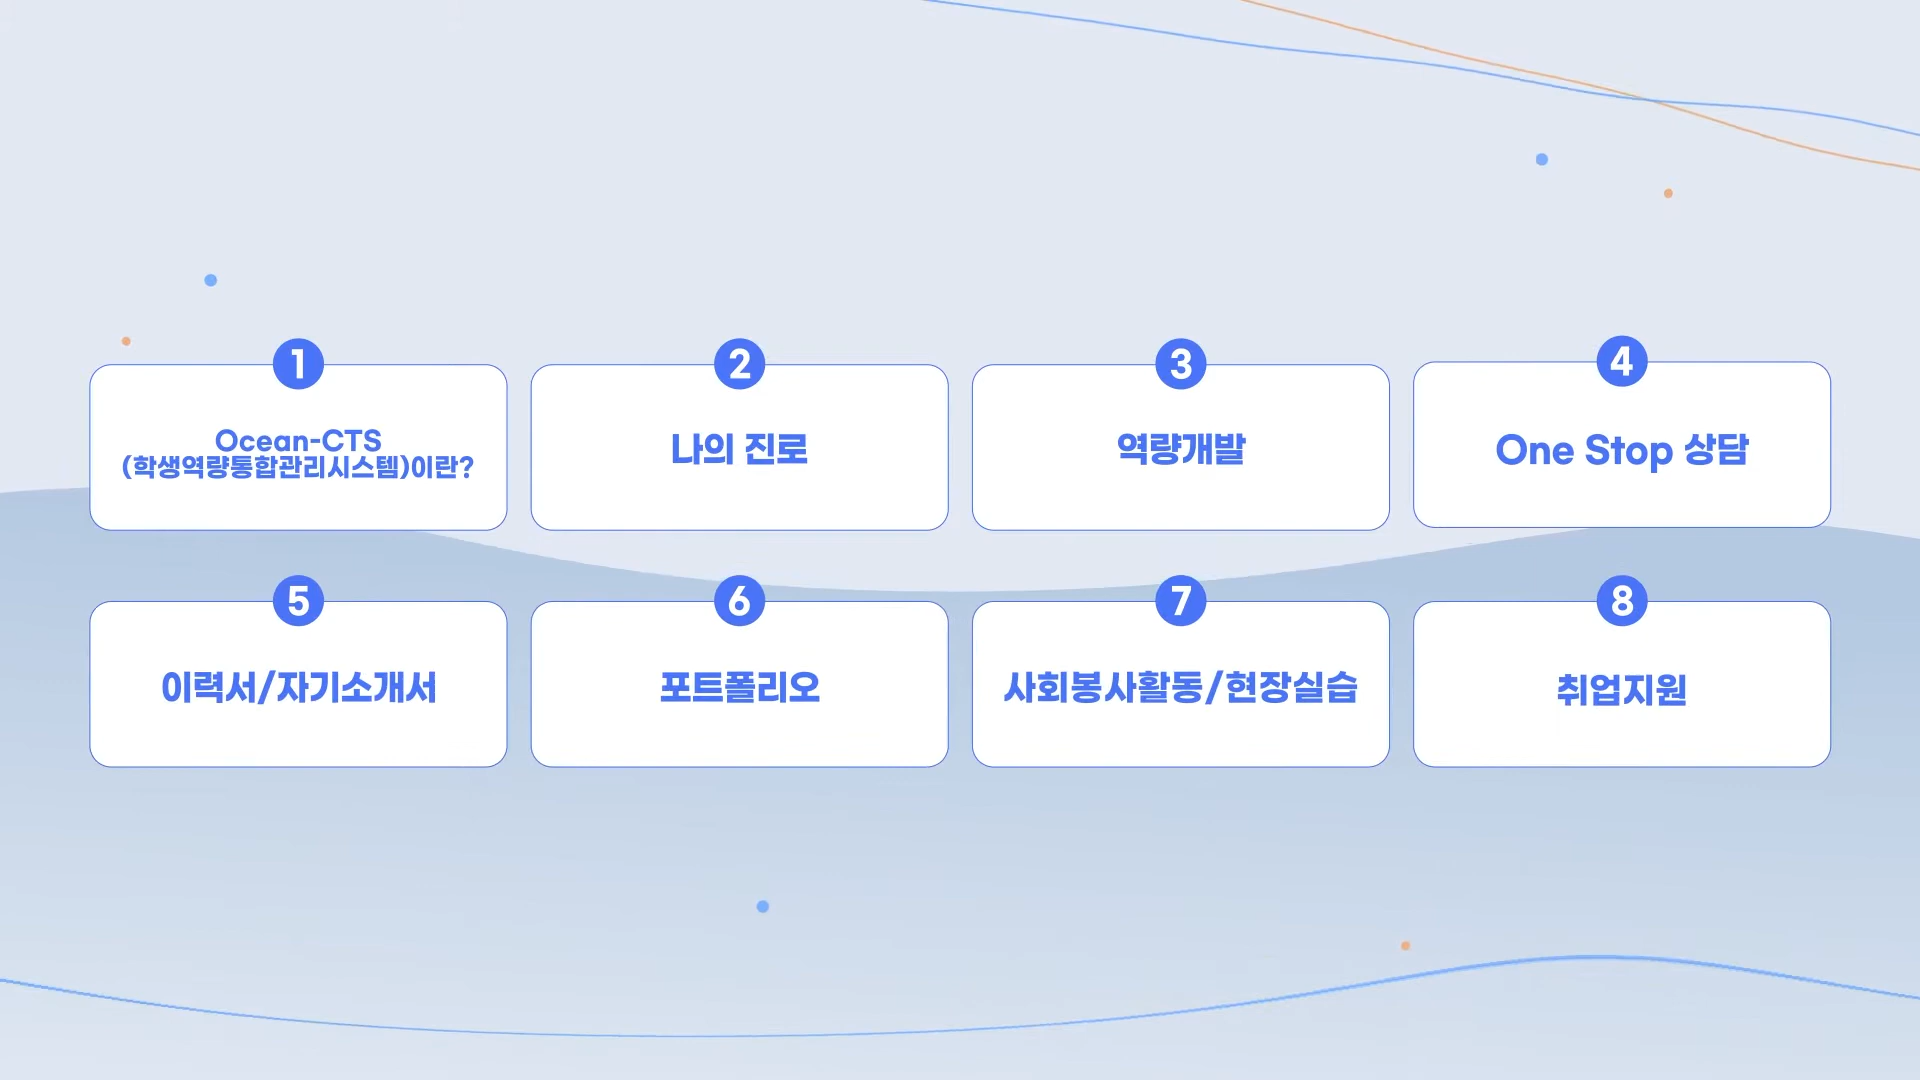 1
Ocean-CTS
(학생역량통합관리시스템)이란?
2
나의 진로
3
역량개발
4
One Stop 상담
5
이력서/자기소개서
6
포트폴리오
7
사회봉사활동/현장실습
8
취업지원